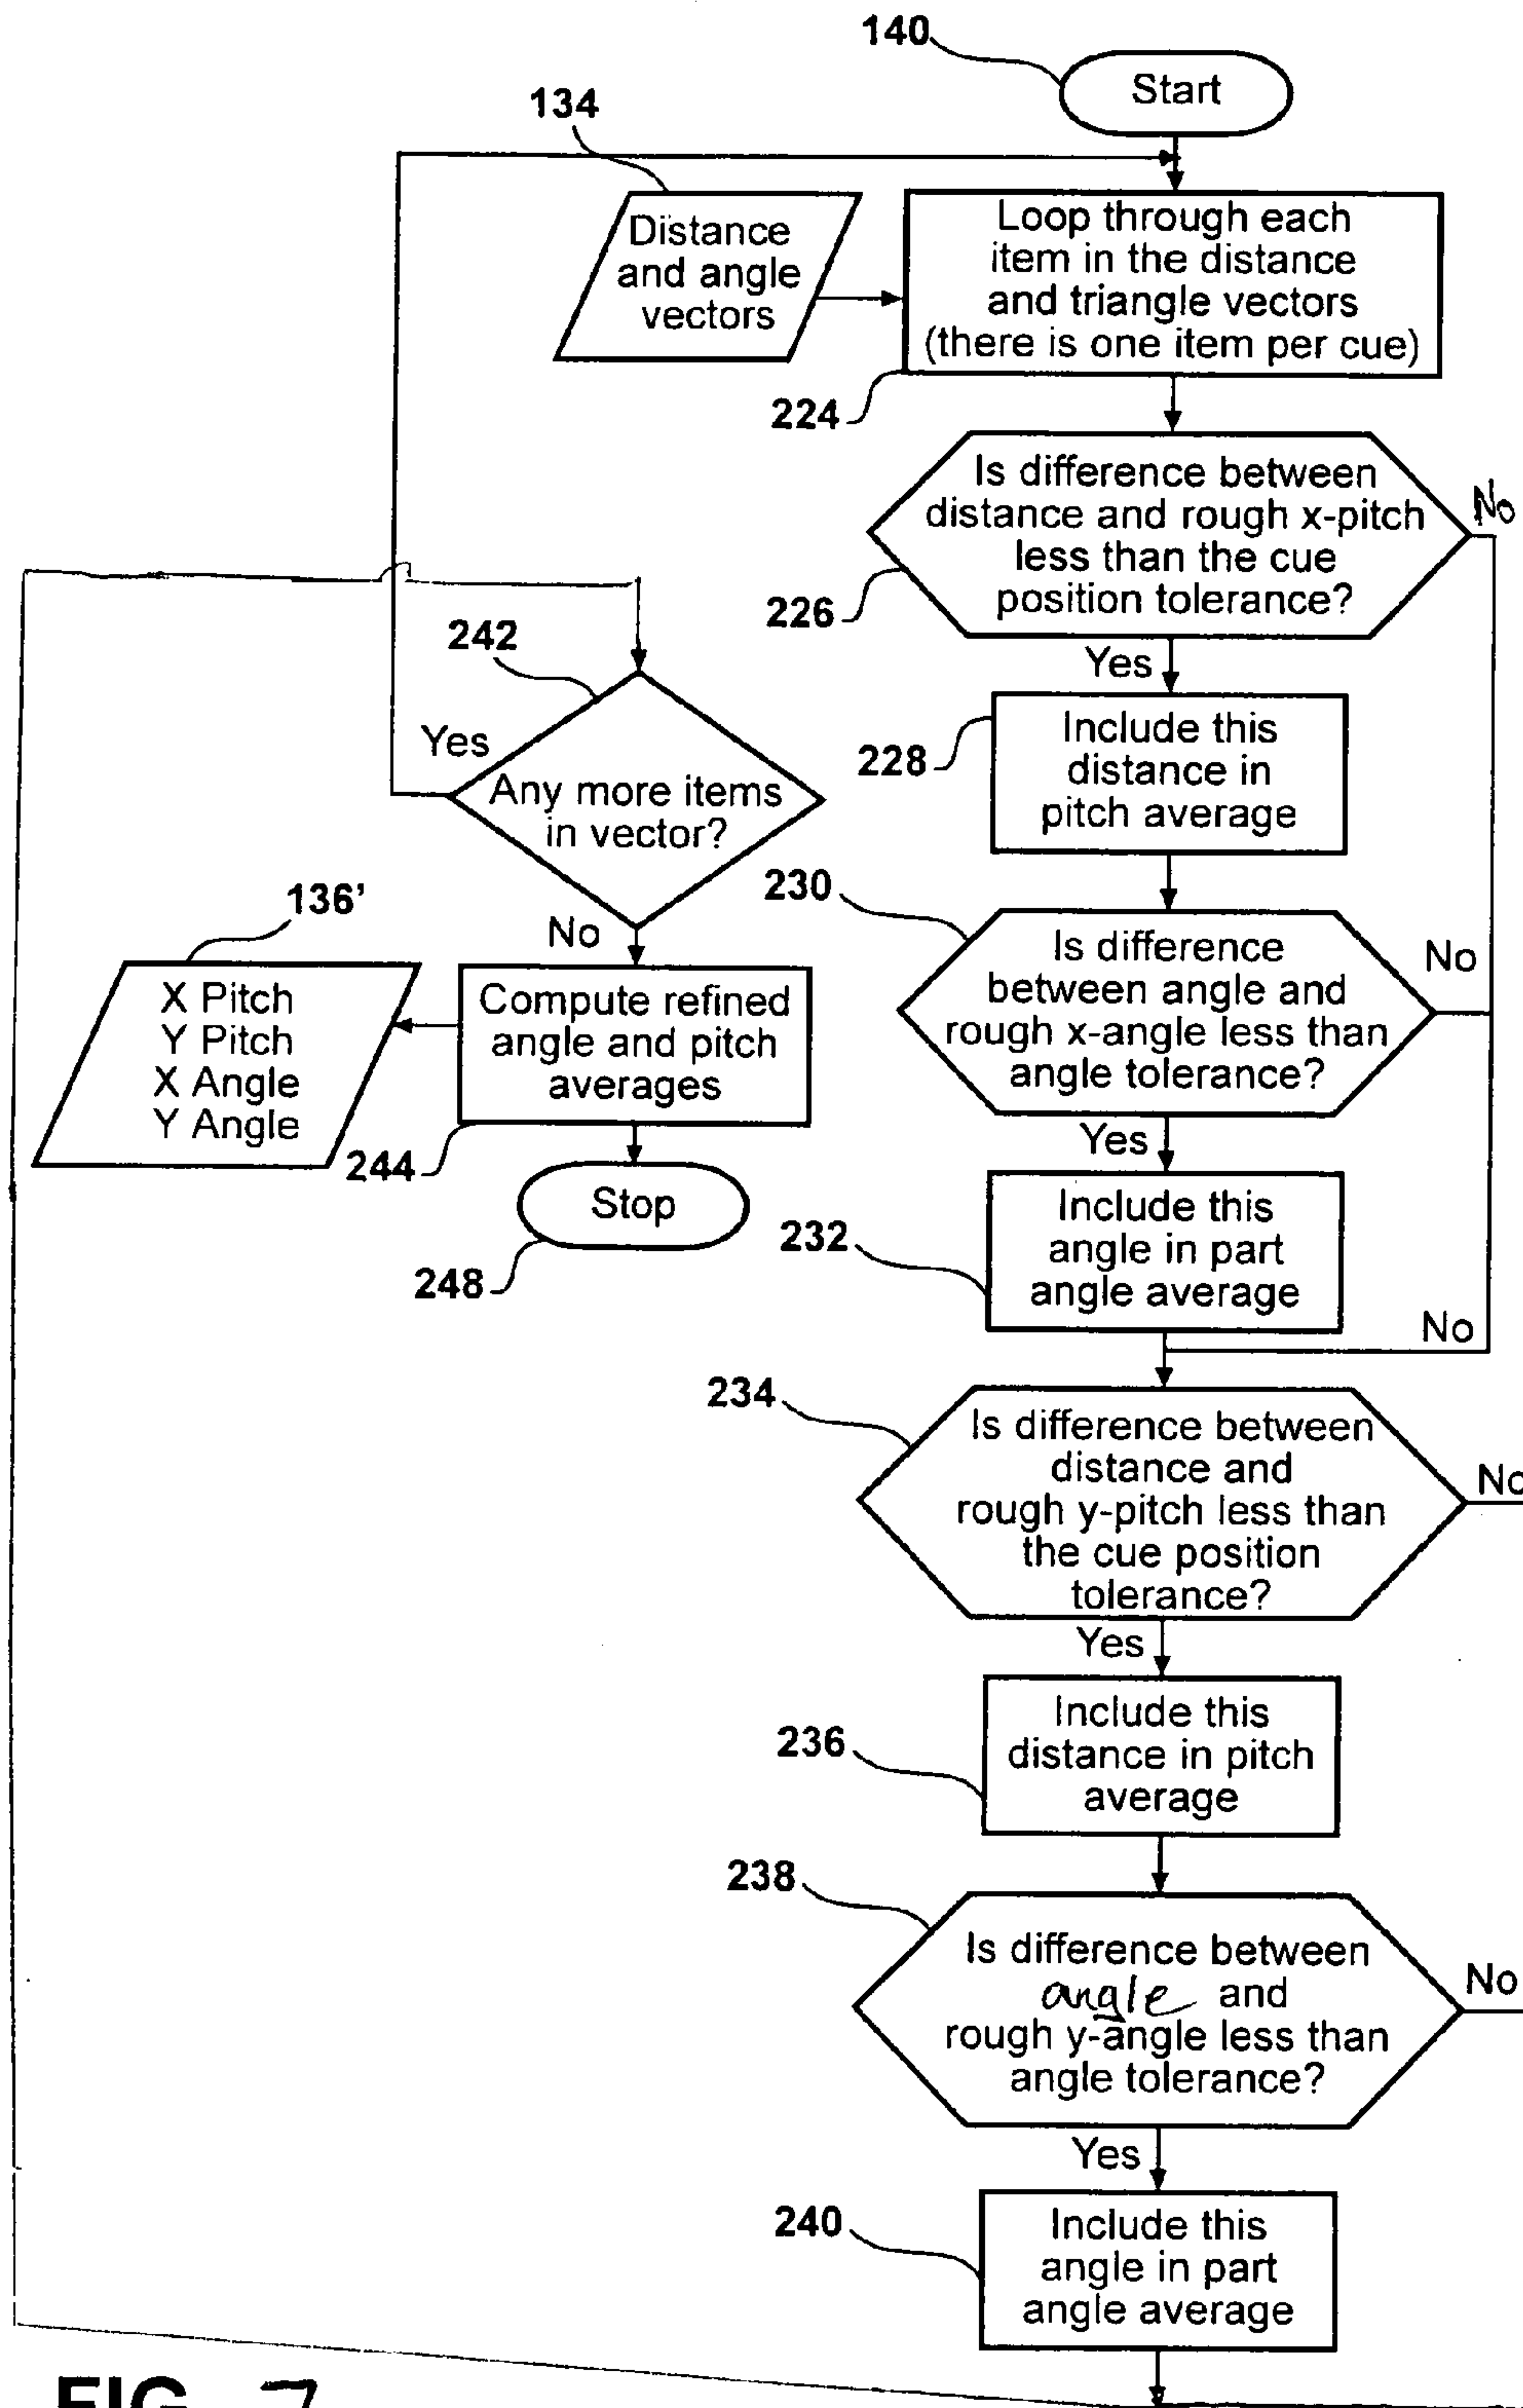 140
Start
134
Distance
and angle
vectors
Loop through each
item in the distance
and triangle vectors
(there is one item per cue)
224
Is difference between
distance and rough x-pitch
less than the cue
position tolerance?
No
226
Yes
Include this
distance in
pitch average
228
230
Is difference
between angle and
rough x-angle less than
angle tolerance?
No
Yes
232
Include this
angle in part
angle average
No
234
Is difference between
distance and
rough y-pitch less than
the cue position
tolerance?
No
Yes
236
Include this
distance in pitch
average
238
Is difference between
angle and
rough y-angle less than
angle tolerance?
No
Yes
240
Include this
angle in part
angle average
242
Yes
Any more items
in vector?
No
136'
X Pitch
Y Pitch
X Angle
Y Angle
Compute refined
angle and pitch
averages
244
Stop
248
FIG. 7